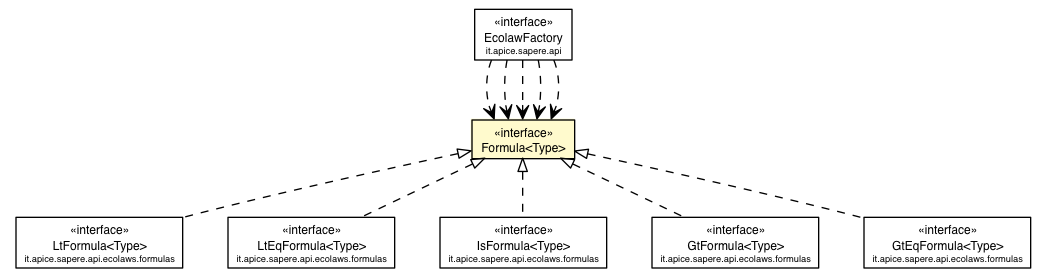 «interface»
EcolawFactory
it.apice.sapere.api
«interface»
Formula<Type>
«interface»
LtFormula<Type>
it.apice.sapere.api.ecolaws.formulas
«interface»
LtEqFormula<Type>
it.apice.sapere.api.ecolaws.formulas
«interface»
IsFormula<Type>
it.apice.sapere.api.ecolaws.formulas
«interface»
GtFormula<Type>
it.apice.sapere.api.ecolaws.formulas
«interface»
GtEqFormula<Type>
it.apice.sapere.api.ecolaws.formulas